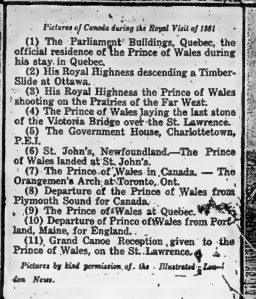 Pictures of Canada during the Royal Visit of 1861
(1) The Parliament Buildings, Quebec, the
official residence of the Prince of Wales during
his stay in Quebec.
(2) His Royal Highness descending a Timber-
Slide at Ottawa.
(3) His Royal Highness the Prince of Wales
shooting on the Prairies of the Far West.
(4) The Prince of Wales laying the last stone
of the Victoria Bridge over the St. Lawrence.
(5) The Government House, Charlottetown,
P.E.I.
(6) St. John's, Newfoundland.—The Prince
of Wales landed at St. John's.
(7) The Prince of Wales in Canada. — The
Orangemen's Arch at Toronto, Ont.
(8) Departure of the Prince of Wales from
Plymouth Sound for Canada.
(9) The Prince of Wales at Quebec.
(10) Departure of Prince of Wales from Port
land, Maine, for England.
(11) Grand Canoe Reception given to the
Prince of Wales, on the St. Lawrence.
Pictures by kind permission of the Illustrated Lon-
don News.